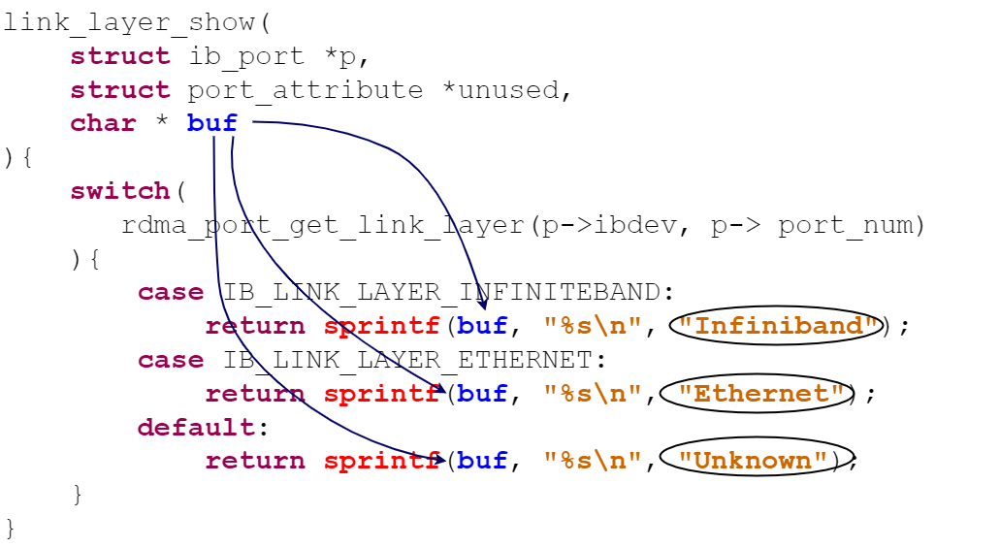 link_layer_show(
struct ib_port *p,
struct port_attribute *unused,
char * buf
){
switch(
rdma_port_get_link_layer(p->ibdev, p-> port_num)
){
case IB_LINK_LAYER_INFINITEBAND:
return sprintf(buf, "%s\n", "Infiniband");
case IB_LINK_LAYER_ETHERNET:
return sprintf(buf, "%s\n", "Ethernet");
default:
return sprintf(buf, "%s\n", "Unknown");
}
}